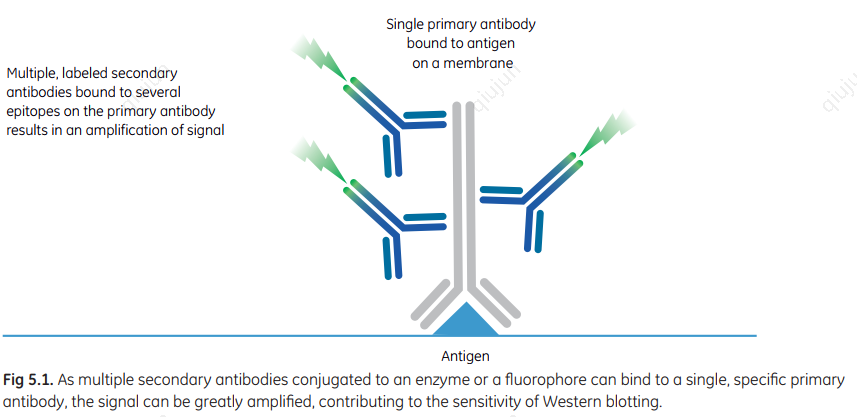 Single primary antibody
bound to antigen
on a membrane
Multiple, labeled secondary
antibodies bound to several
epitopes on the primary antibody
results in an amplification of signal
qiujun
qiujun
Antigen
Fig 5.1. As multiple secondary antibodies conjugated to an enzyme or a fluorophore can bind to a single, specific primary
antibody, the signal can be greatly amplified, contributing to the sensitivity of Western blotting.